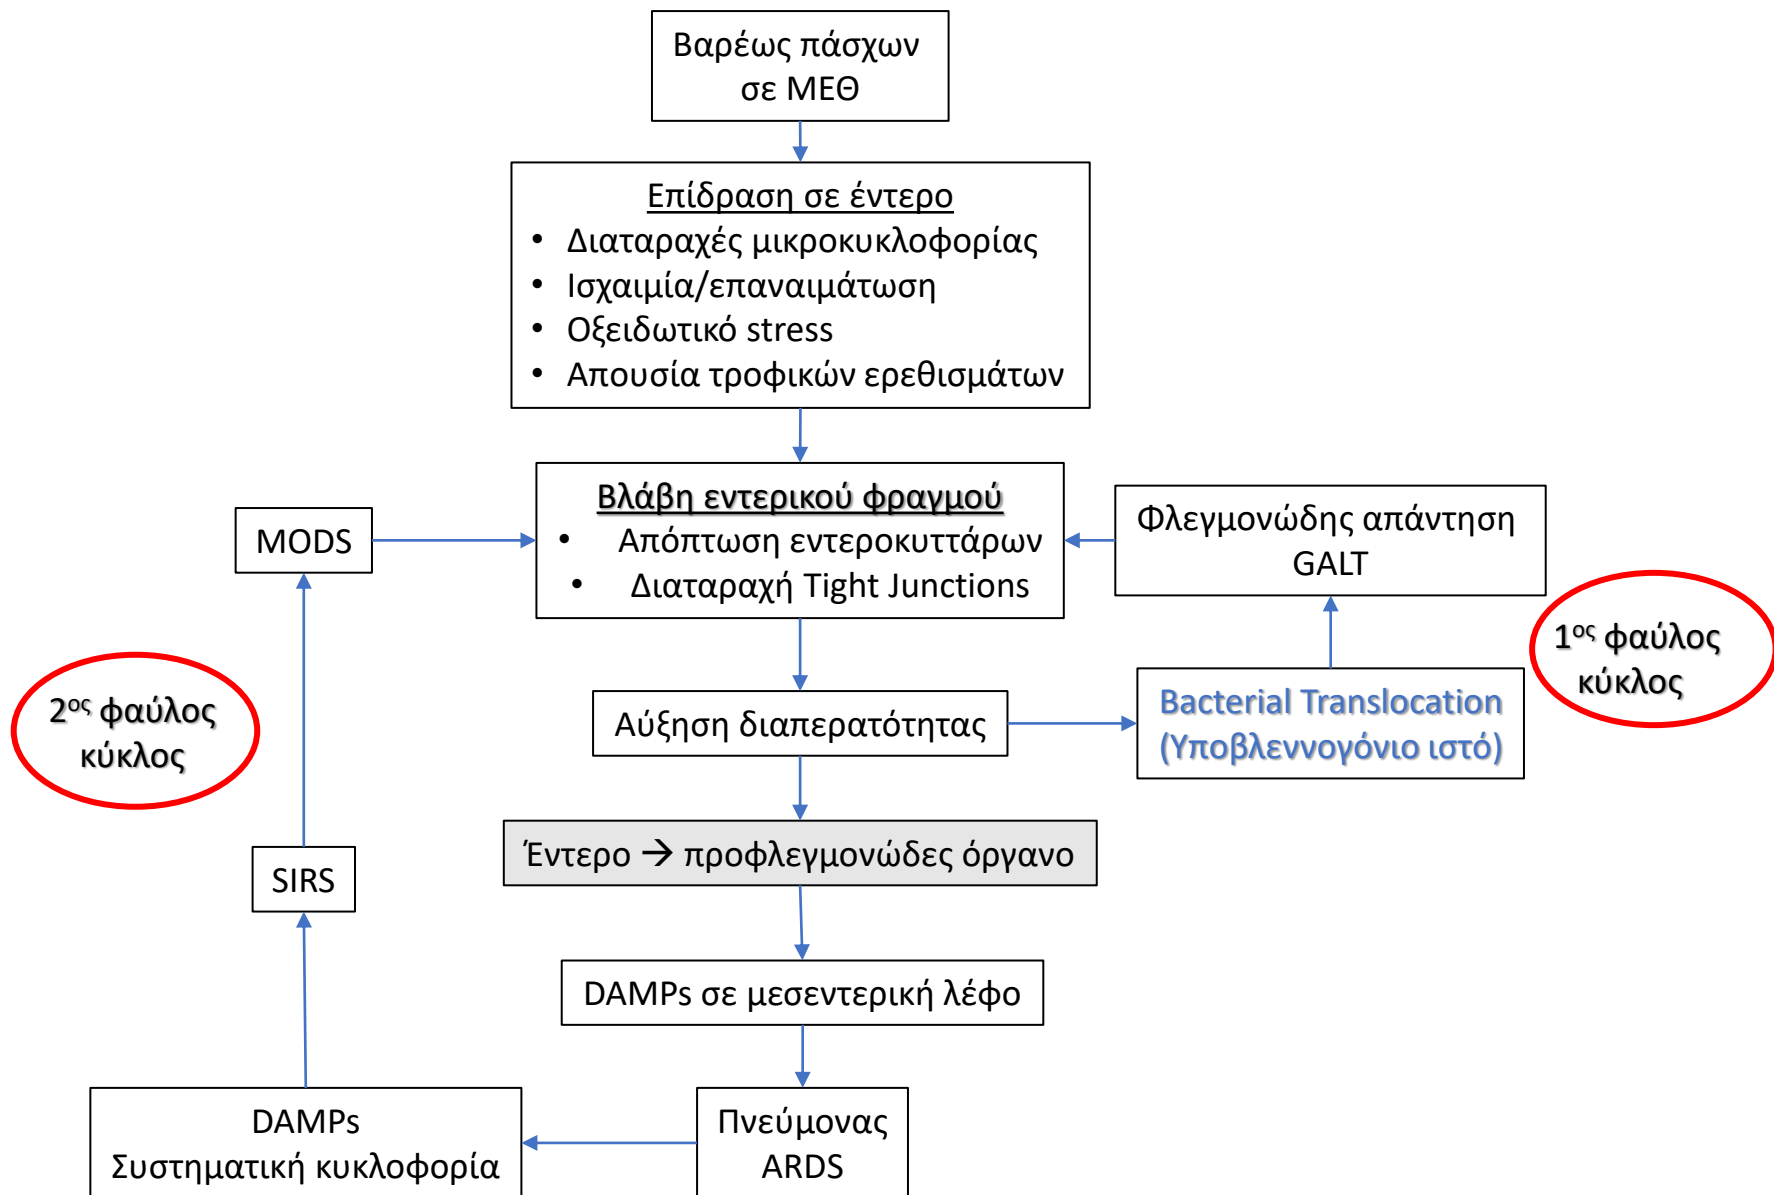 Βαρέως πάσχων
σε ΜΕΘ
Επίδραση σε έντερο
• Διαταραχές μικροκυκλοφορίας
• Ισχαιμία/επαναιμάτωση
• Οξειδωτικό stress
• Απουσία τροφικών ερεθισμάτων
Βλάβη εντερικού φραγμού
• Απόπτωση εντεροκυττάρων
• Διαταραχή Tight Junctions
MODS
Φλεγμονώδης απάντηση
GALT
1ος φαύλος
κύκλος
2ος φαύλος
κύκλος
Αύξηση διαπερατότητας
Bacterial Translocation
(Υποβλεννογόνιο ιστό)
Έντερο → προφλεγμονώδες όργανο
SIRS
DAMPs σε μεσεντερική λέφο
DAMPs
Συστηματική κυκλοφορία
Πνεύμονας
ARDS